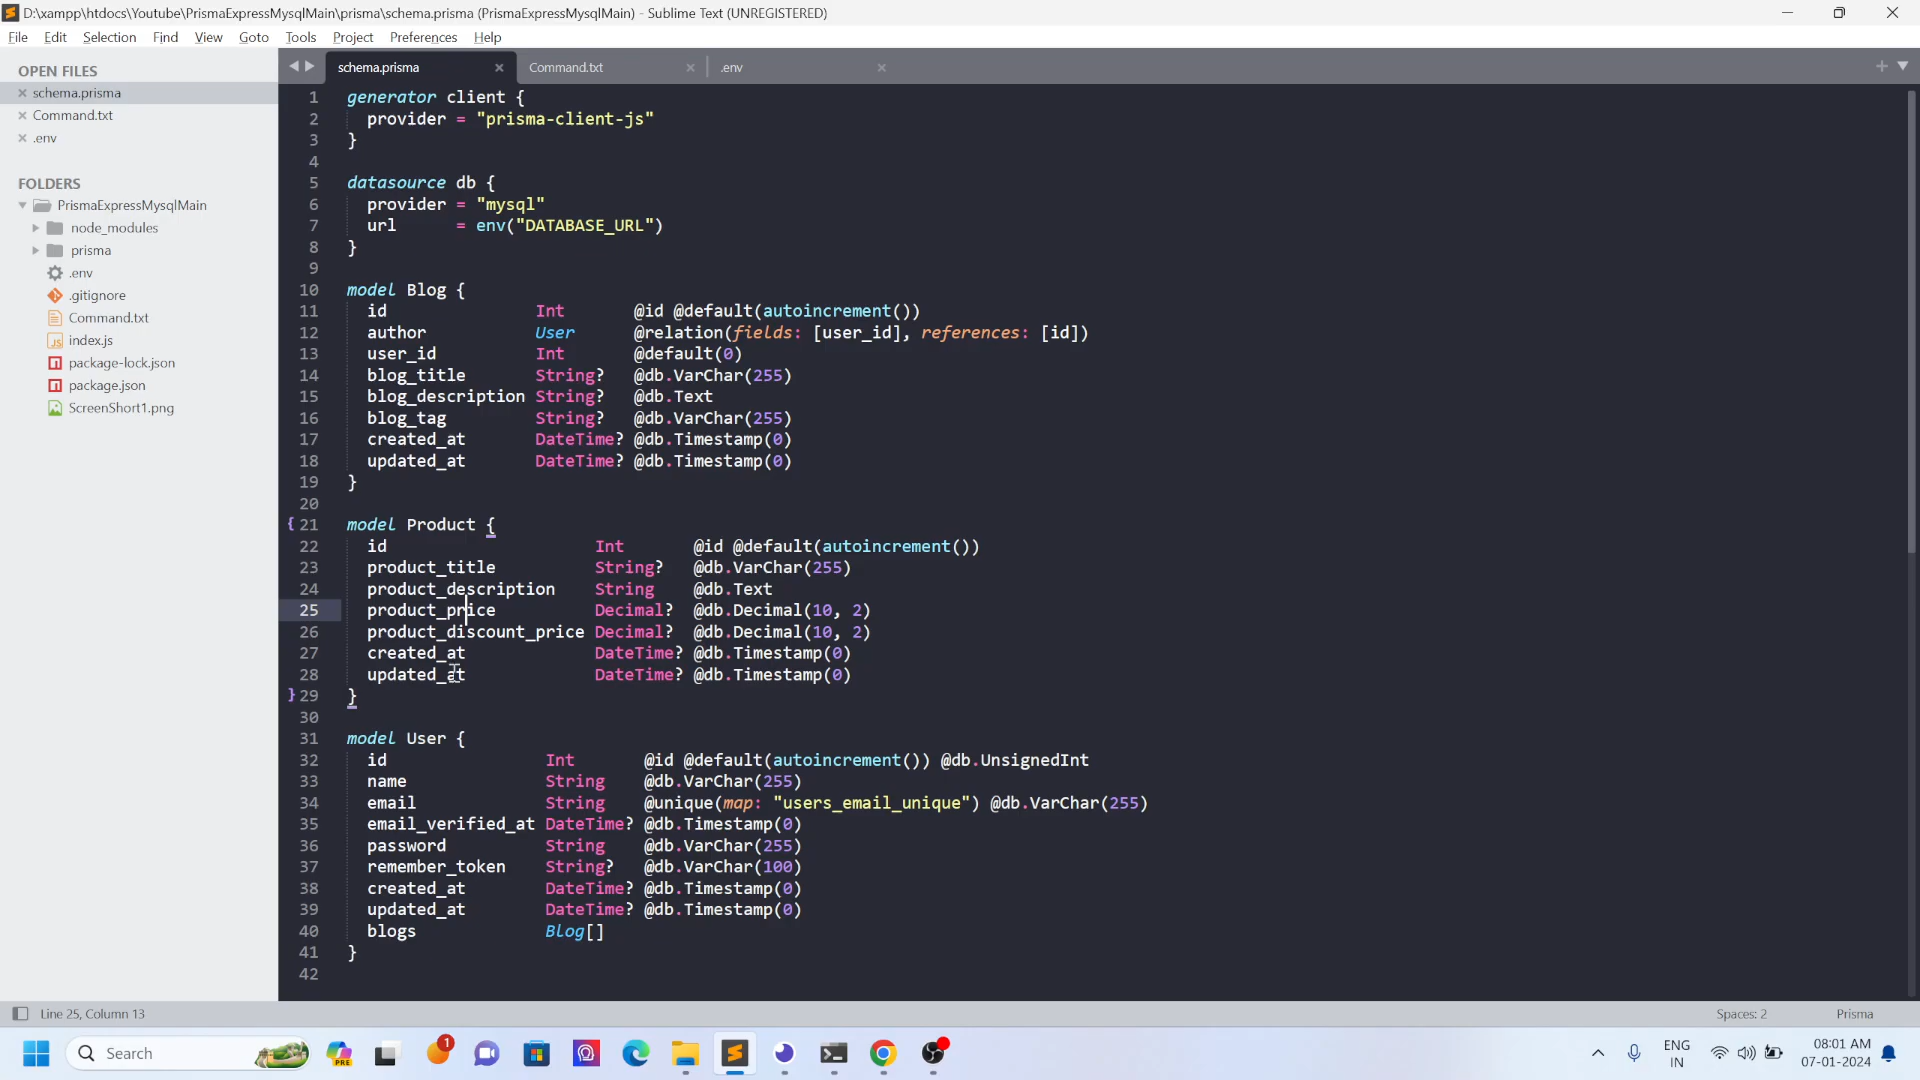 D:\xampp\htdocs\Youtube\PrismaExpressMysqlMain\prisma\schema.prisma (PrismaExpressMysqlMain) - Sublime Text (UNREGISTERED)
File Edit Selection Find View Goto Tools Project Preferences Help
OPEN FILES
schema.prisma
Command.txt
.env
FOLDERS
PrismaExpressMysqlMain
node_modules
prisma
.env
.gitignore
Command.txt
index.js
package-lock.json
package.json
ScreenShort1.png
schema.prisma Command.txt .env
1 generator client {
2 provider = "prisma-client-js"
3 }
4
5 datasource db {
6 provider = "mysql"
7 url = env("DATABASE_URL")
8 }
9
10 model Blog {
11 id Int @id @default(autoincrement())
12 author User @relation(fields: [user_id], references: [id])
13 user_id Int @default(0)
14 blog_title String? @db.VarChar(255)
15 blog_description String? @db.Text
16 blog_tag String? @db.VarChar(255)
17 created_at DateTime? @db.Timestamp(0)
18 updated_at DateTime? @db.Timestamp(0)
19 }
20
21 model Product {
22 id Int @id @default(autoincrement())
23 product_title String? @db.VarChar(255)
24 product_description String @db.Text
25 product_price Decimal? @db.Decimal(10, 2)
26 product_discount_price Decimal? @db.Decimal(10, 2)
27 created_at DateTime? @db.Timestamp(0)
28 updated_at DateTime? @db.Timestamp(0)
29 }
30
31 model User {
32 id Int @id @default(autoincrement()) @db.UnsignedInt
33 name String @db.VarChar(255)
34 email String @unique(map: "users_email_unique") @db.VarChar(255)
35 email_verified_at DateTime? @db.Timestamp(0)
36 password String @db.VarChar(255)
37 remember_token String? @db.VarChar(100)
38 created_at DateTime? @db.Timestamp(0)
39 updated_at DateTime? @db.Timestamp(0)
40 blogs Blog[]
41 }
42
Line 25, Column 13 Spaces: 2 Prisma
Search PRE 1 ENG 08:01 AM
IN 07-01-2024